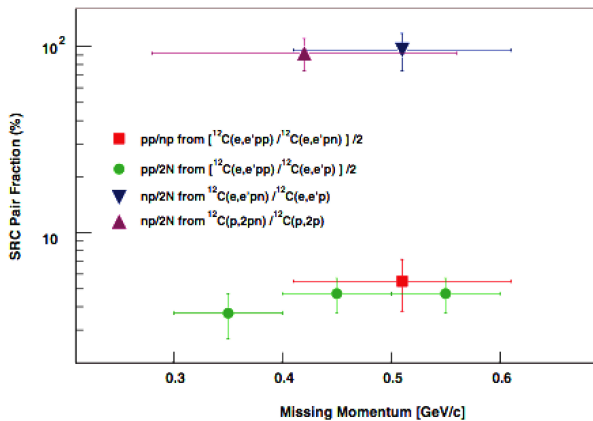 SRC Pair Fraction (%)
10²
10
pp/np from [¹²C(e,e'pp) /¹²C(e,e'pn) ] /2
pp/2N from [¹²C(e,e'pp) /¹²C(e,e'p) ] /2
np/2N from ¹²C(e,e'pn) /¹²C(e,e'p)
np/2N from ¹²C(p,2pn) /¹²C(p,2p)
0.3 0.4 0.5 0.6
Missing Momentum [GeV/c]